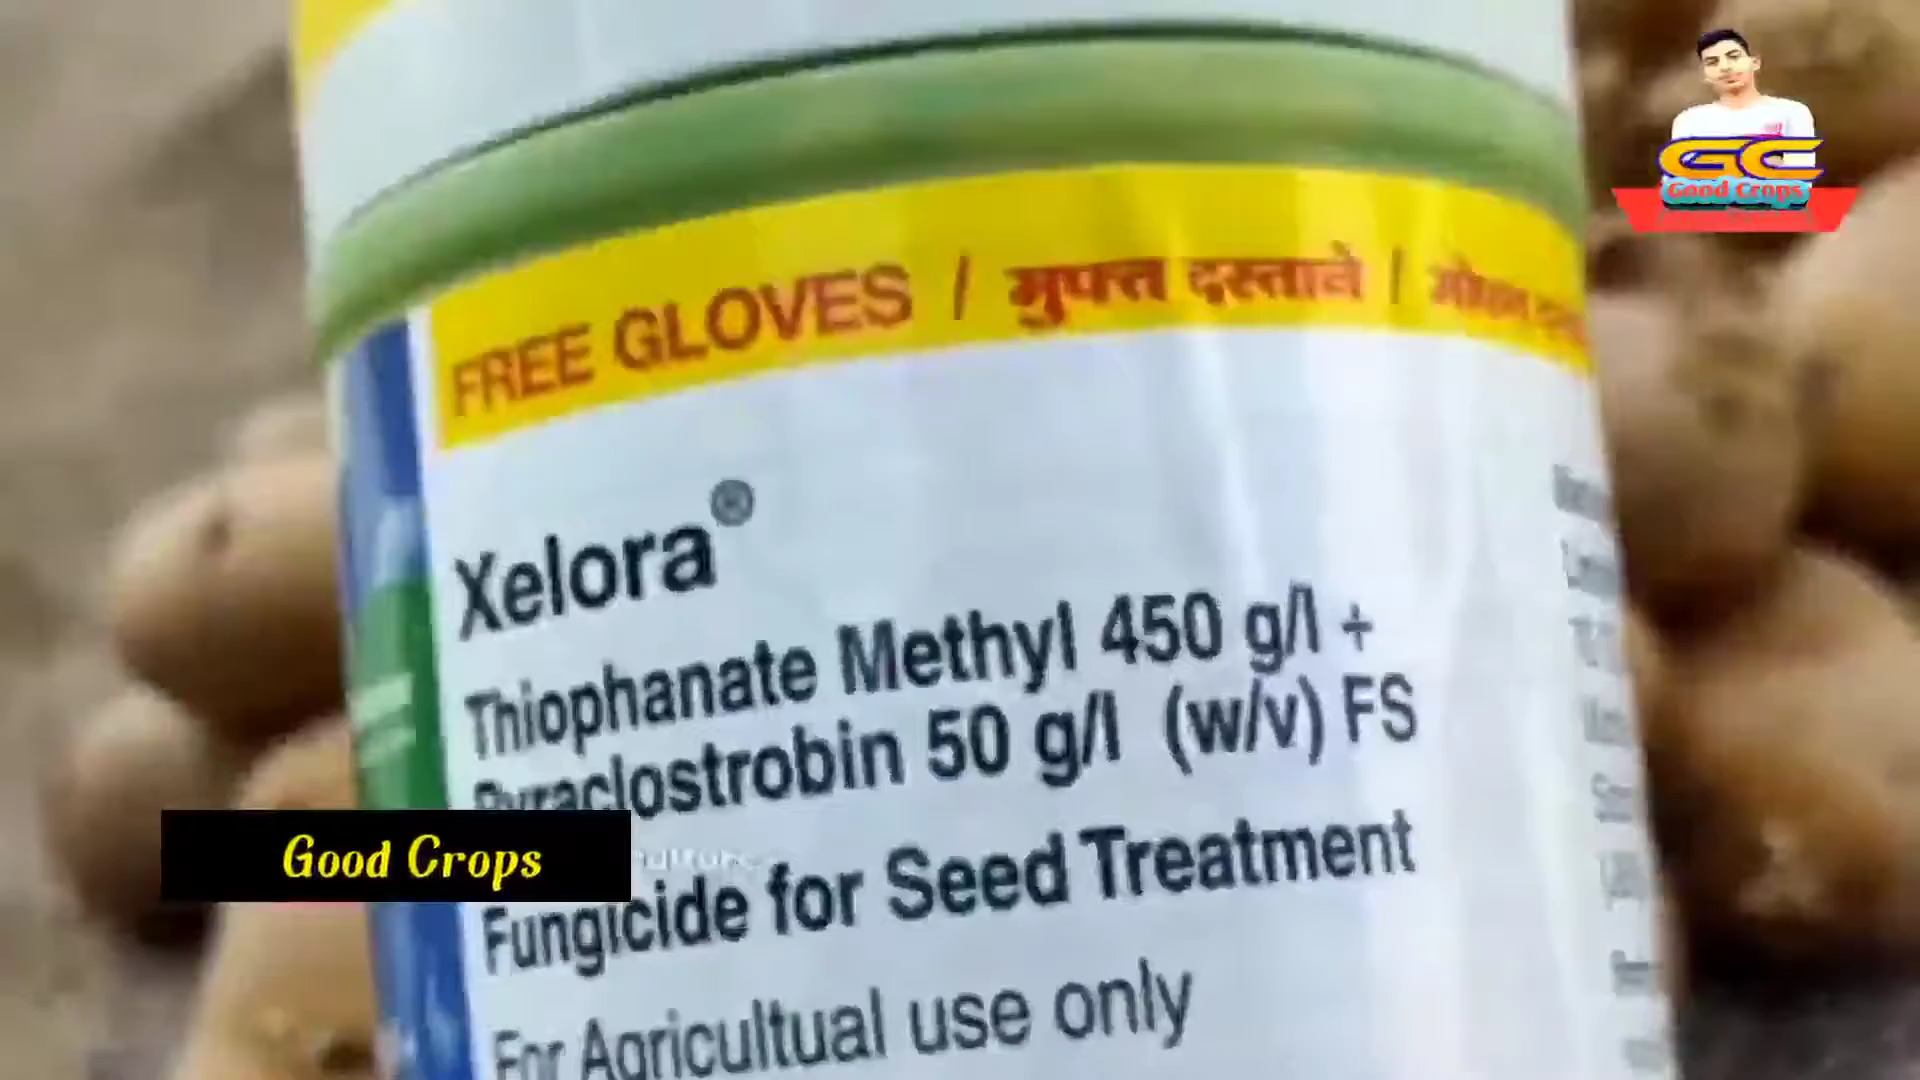 GC
Good Crops
FREE GLOVES / मुफ्त दस्ताने /
Xelora®
Thiophanate Methyl 450 g/l +
Pyraclostrobin 50 g/l (w/v) FS
Good Crops
Fungicide for Seed Treatment
For Agricultual use only